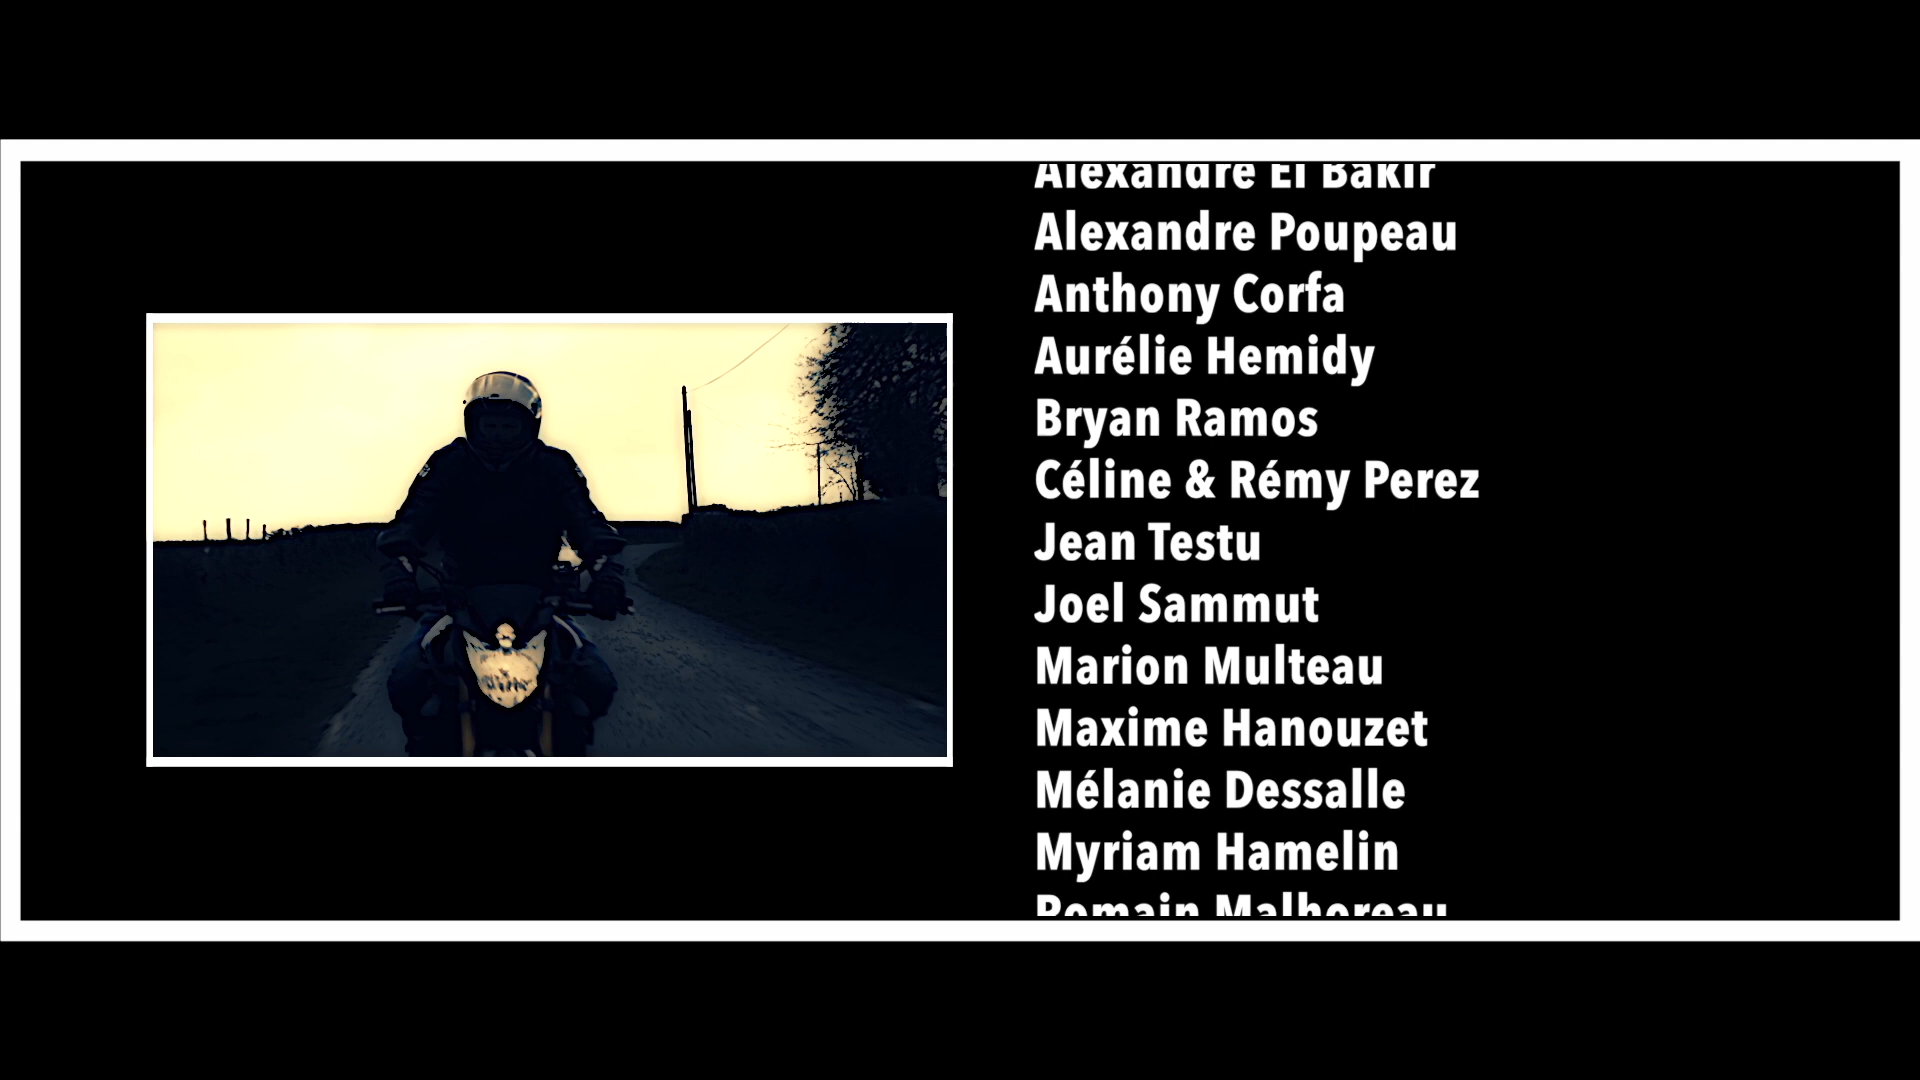 Alexandre El Bakir
Alexandre Poupeau
Anthony Corfa
Aurélie Hemidy
Bryan Ramos
Céline & Rémy Perez
Jean Testu
Joel Sammut
Marion Multeau
Maxime Hanouzet
Mélanie Dessalle
Myriam Hamelin
Romain